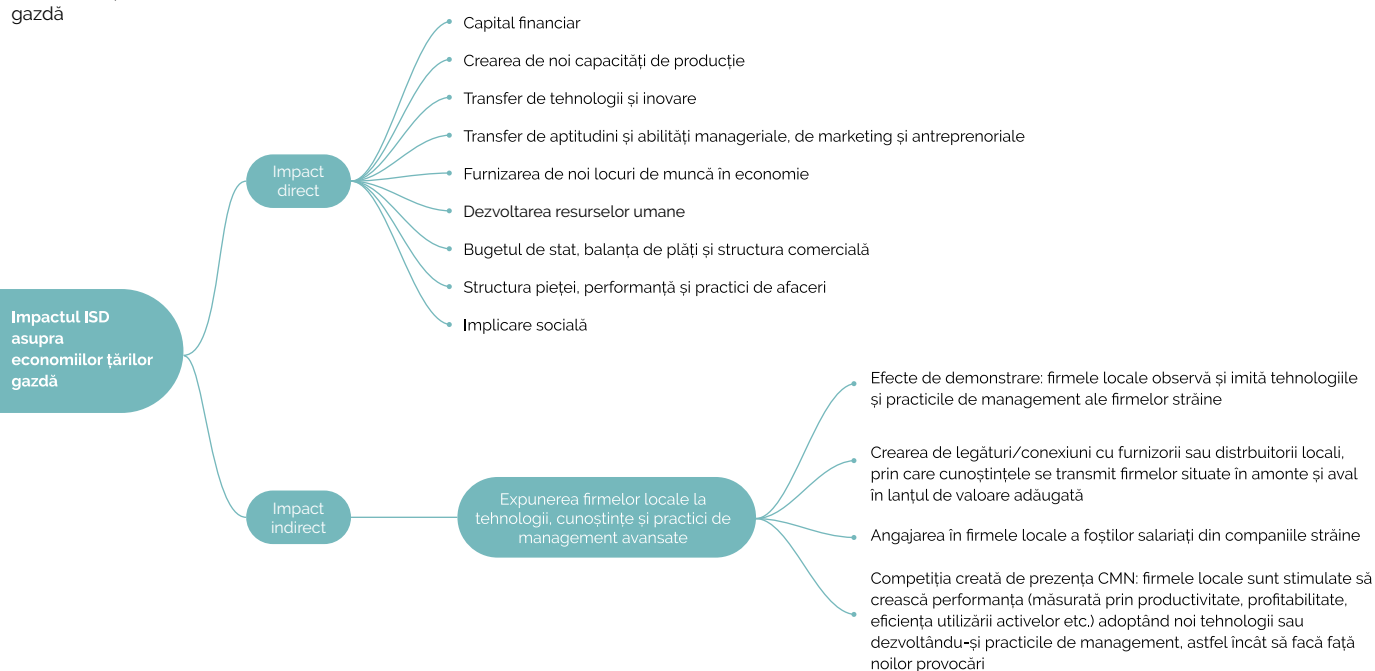 gazdă
Capital financiar
Crearea de noi capacități de producție
Transfer de tehnologii și inovare
Transfer de aptitudini și abilități manageriale, de marketing și antreprenoriale
Impact
direct
Furnizarea de noi locuri de muncă în economie
Dezvoltarea resurselor umane
Bugetul de stat, balanța de plăți și structura comercială
Structura pieței, performanță și practici de afaceri
Implicare socială
Impactul ISD
asupra
economiilor țărilor
gazdă
Impact
indirect
Expunerea firmelor locale la
tehnologii, cunoștințe și practici de
management avansate
Efecte de demonstrare: firmele locale observă și imită tehnologiile
și practicile de management ale firmelor străine
Crearea de legături/conexiuni cu furnizorii sau distrbuitorii locali,
prin care cunoștințele se transmit firmelor situate în amonte și aval
în lanțul de valoare adăugată
Angajarea în firmele locale a foștilor salariați din companiile străine
Competiția creată de prezența CMN: firmele locale sunt stimulate să
crească performanța (măsurată prin productivitate, profitabilitate,
eficiența utilizării activelor etc.) adoptând noi tehnologii sau
dezvoltându-și practicile de management, astfel încât să facă față
noilor provocări